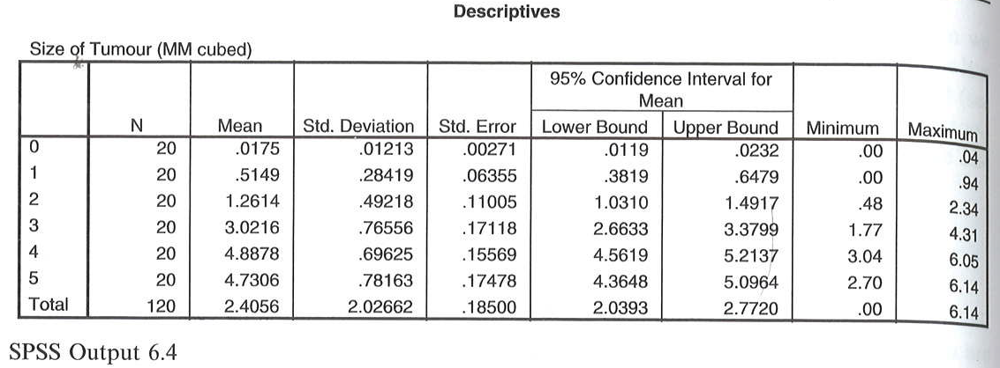 Descriptives
Size of Tumour (MM cubed)
N Mean Std. Deviation Std. Error 95% Confidence Interval for Mean Lower Bound Upper Bound Minimum Maximum
0 20 .0175 .01213 .00271 .0119 .0232 .00 .04
1 20 .5149 .28419 .06355 .3819 .6479 .00 .94
2 20 1.2614 .49218 .11005 1.0310 1.4917 .48 2.34
3 20 3.0216 .76556 .17118 2.6633 3.3799 1.77 4.31
4 20 4.8878 .69625 .15569 4.5619 5.2137 3.04 6.05
5 20 4.7306 .78163 .17478 4.3648 5.0964 2.70 6.14
Total 120 2.4056 2.02662 .18500 2.0393 2.7720 .00 6.14
SPSS Output 6.4